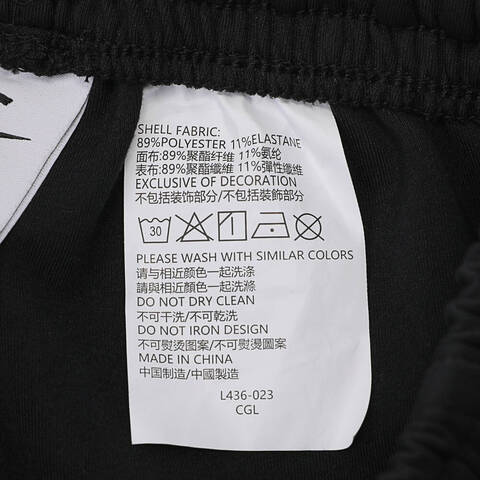 SHELL FABRIC:
89%POLYESTER 11%ELASTANE
面布:89%聚酯纤维 11%氨纶
表布:89%聚酯纖維 11%彈性纖維
EXCLUSIVE OF DECORATION
不包括装饰部分/不包括裝飾部分
30
PLEASE WASH WITH SIMILAR COLORS
请与相近颜色一起洗涤
請與相近顏色一起洗滌
DO NOT DRY CLEAN
不可干洗/不可乾洗
DO NOT IRON DESIGN
不可熨烫图案/不可熨燙圖案
MADE IN CHINA
中国制造/中國製造
L436-023
CGL